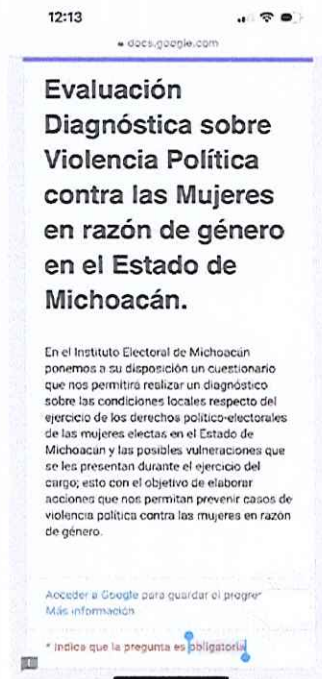 12:13
docs.google.com
Evaluación
Diagnóstica sobre
Violencia Política
contra las Mujeres
en razón de género
en el Estado de
Michoacán.
En el Instituto Electoral de Michoacán
ponemos a su disposición un cuestionario
que nos permitirá realizar un diagnóstico
sobre las condiciones locales respecto del
ejercicio de los derechos político-electorales
de las mujeres electas en el Estado de
Michoacán y las posibles vulneraciones que
se les presentan durante el ejercicio del
cargo; esto con el objetivo de elaborar
acciones que nos permitan prevenir casos de
violencia política contra las mujeres en razón
de género.
Acceder a Google para guardar el progre
Más información
* Indica que la pregunta es obligatoria